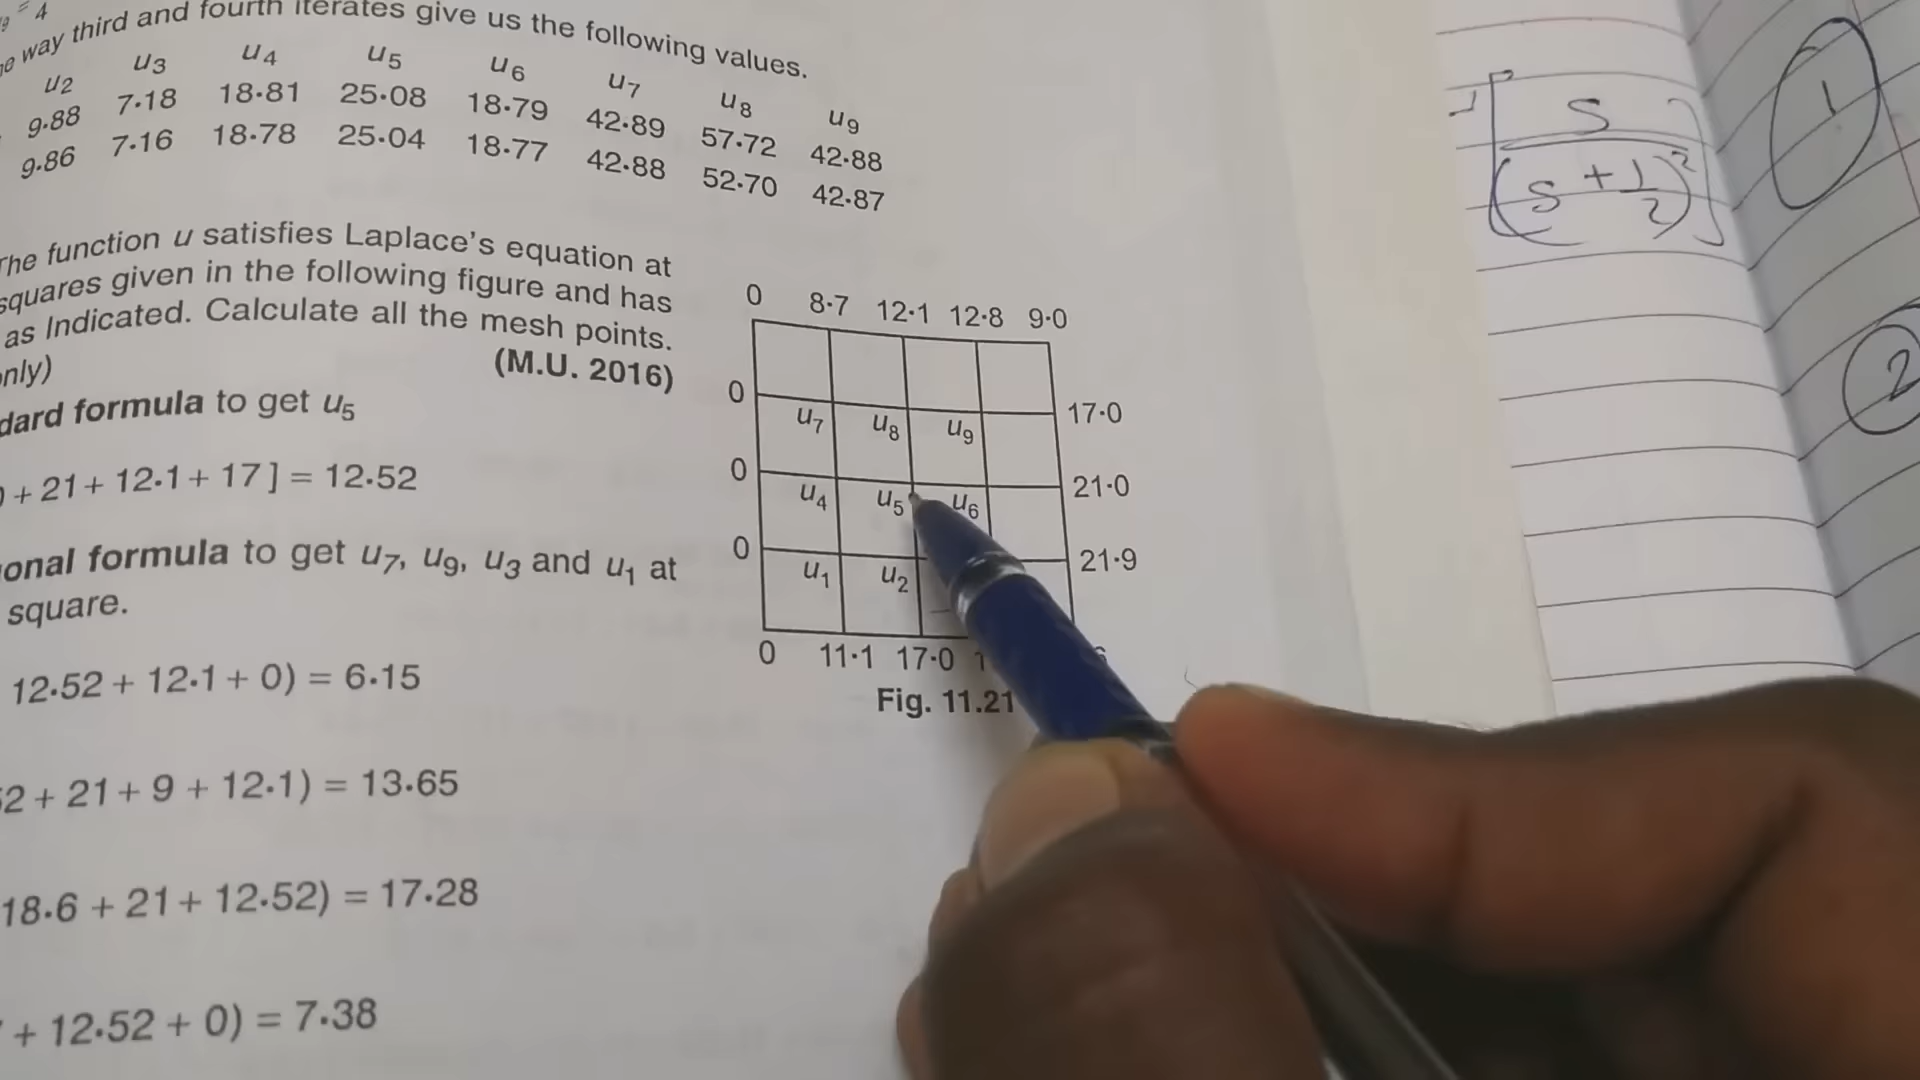 = 4
way third and fourth iterates give us the following values.
u2 u3 u4 u5 u6 u7 u8 u9
9·88 7·18 18·81 25·08 18·79 42·89 57·72 42·88
9·86 7·16 18·78 25·04 18·77 42·88 52·70 42·87
The function u satisfies Laplace's equation at
squares given in the following figure and has
as Indicated. Calculate all the mesh points.
(M.U. 2016)
formula to get u5
+ 21 + 12·1 + 17 ] = 12·52
formula to get u7, u9, u3 and u1 at
square.
12·52 + 12·1 + 0) = 6·15
2 + 21 + 9 + 12·1) = 13·65
18·6 + 21 + 12·52) = 17·28
+ 12·52 + 0) = 7·38
0 8·7 12·1 12·8 9·0
0 17·0
u7 u8 u9
0 21·0
u4 u5 u6
0 21·9
u1 u2
0 11·1 17·0
Fig. 11.21
-1 [ s
(s + 1/2)² ]
1
2